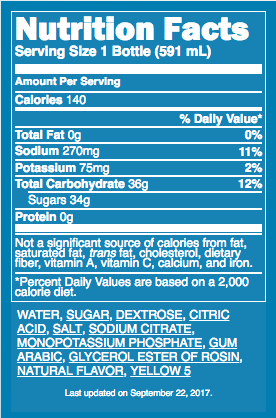 Nutrition Facts
Serving Size 1 Bottle (591 mL)
Amount Per Serving
Calories 140
% Daily Value*
Total Fat 0g 0%
Sodium 270mg 11%
Potassium 75mg 2%
Total Carbohydrate 36g 12%
Sugars 34g
Protein 0g
Not a significant source of calories from fat,
saturated fat, trans fat, cholesterol, dietary
fiber, vitamin A, vitamin C, calcium, and iron.
*Percent Daily Values are based on a 2,000
calorie diet.
WATER, SUGAR, DEXTROSE, CITRIC
ACID, SALT, SODIUM CITRATE,
MONOPOTASSIUM PHOSPHATE, GUM
ARABIC, GLYCEROL ESTER OF ROSIN,
NATURAL FLAVOR, YELLOW 5
Last updated on September 22, 2017.